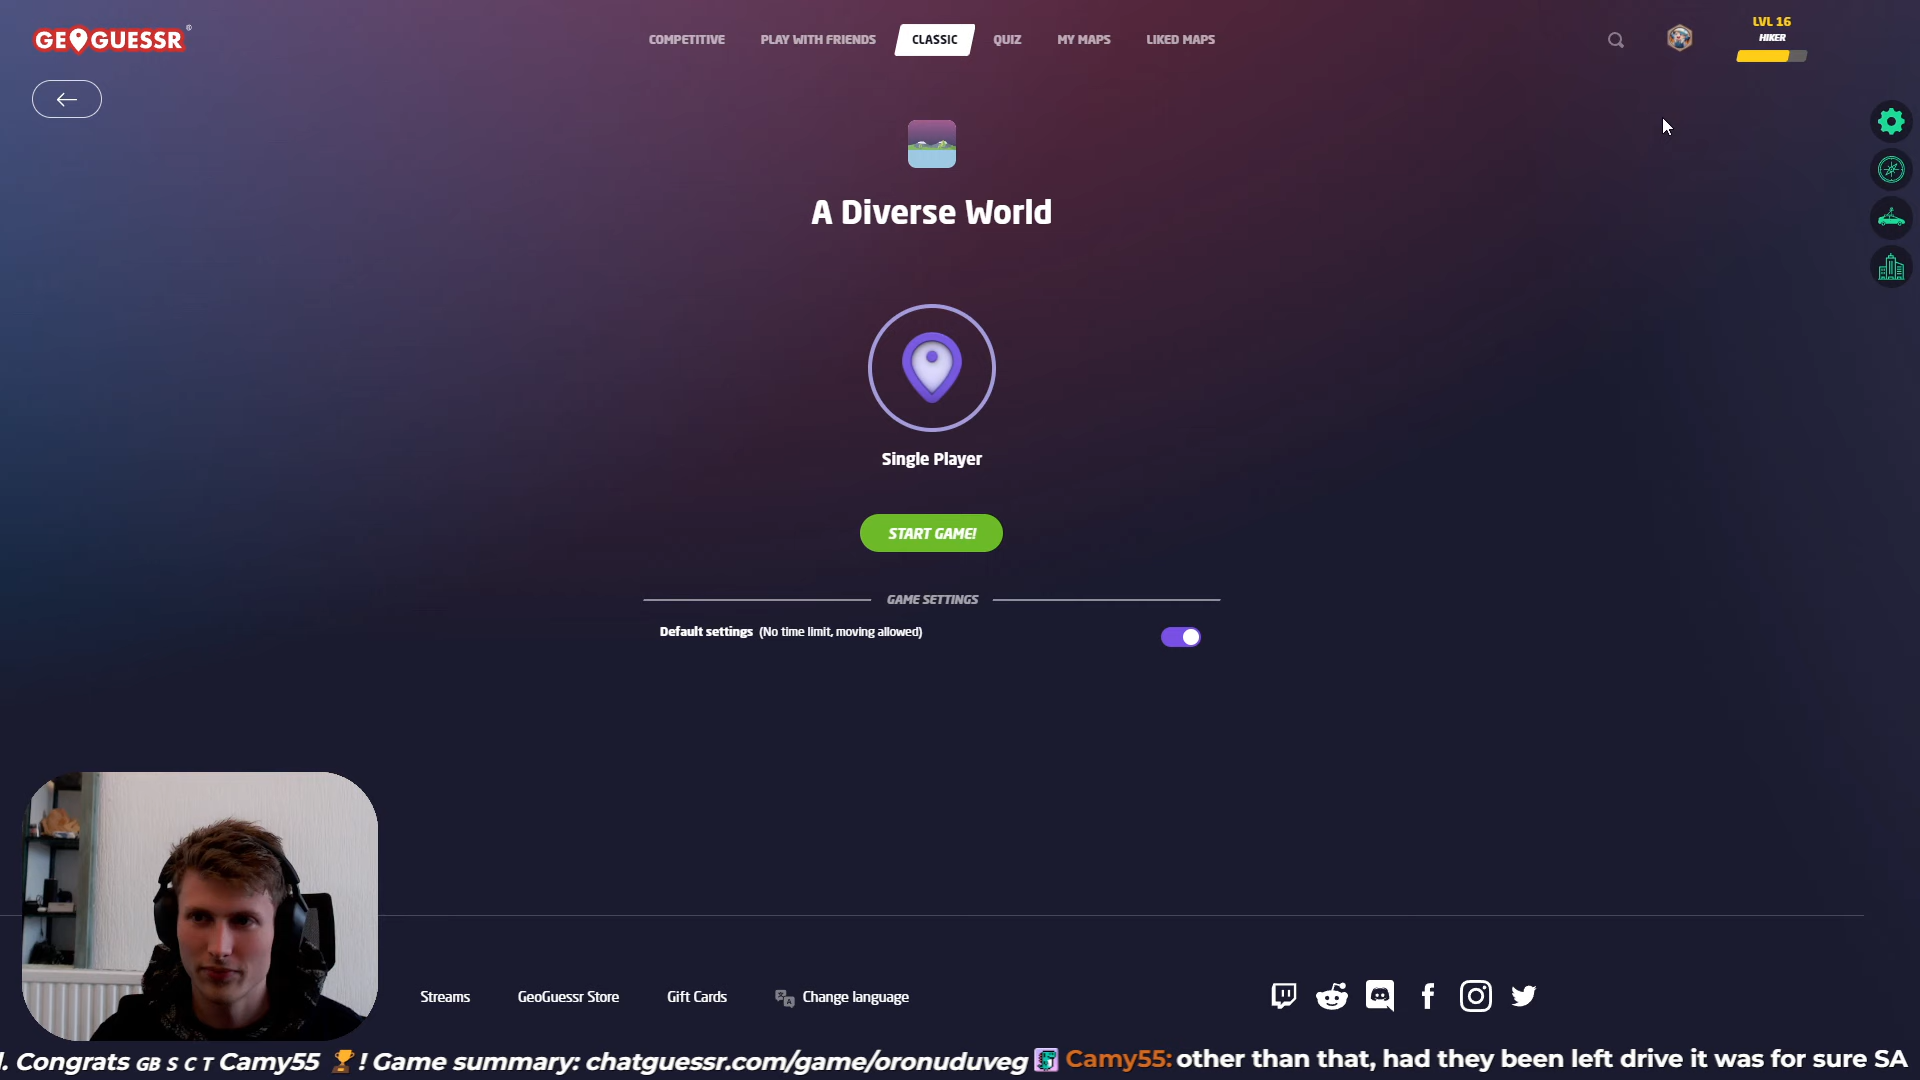 GEOGUESSR®
COMPETITIVE
PLAY WITH FRIENDS
CLASSIC
QUIZ
MY MAPS
LIKED MAPS
LVL 16
HIKER
A Diverse World
Single Player
START GAME!
GAME SETTINGS
Default settings (No time limit, moving allowed)
Streams
GeoGuessr Store
Gift Cards
Change language
. Congrats GB S C T Camy55 🏆! Game summary: chatguessr.com/game/oronuduveg Camy55: other than that, had they been left drive it was for sure SA